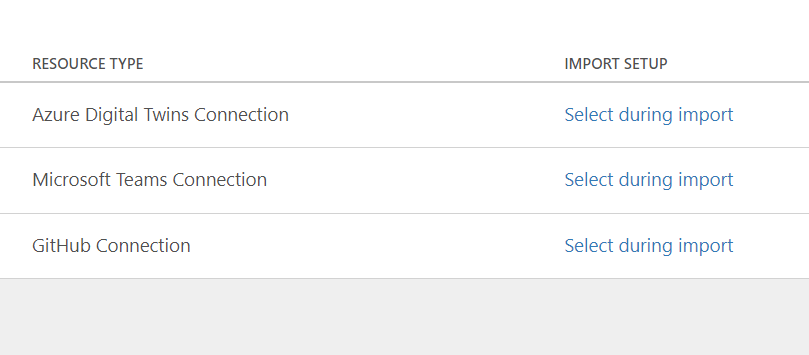 RESOURCE TYPE IMPORT SETUP
Azure Digital Twins Connection Select during import
Microsoft Teams Connection Select during import
GitHub Connection Select during import